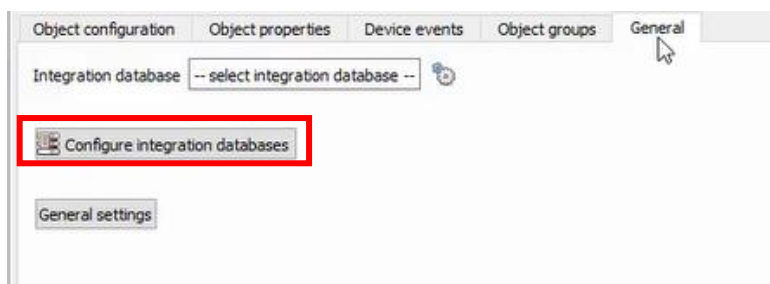 Object configuration Object properties Device events Object groups General
Integration database -- select integration database --
Configure integration databases
General settings